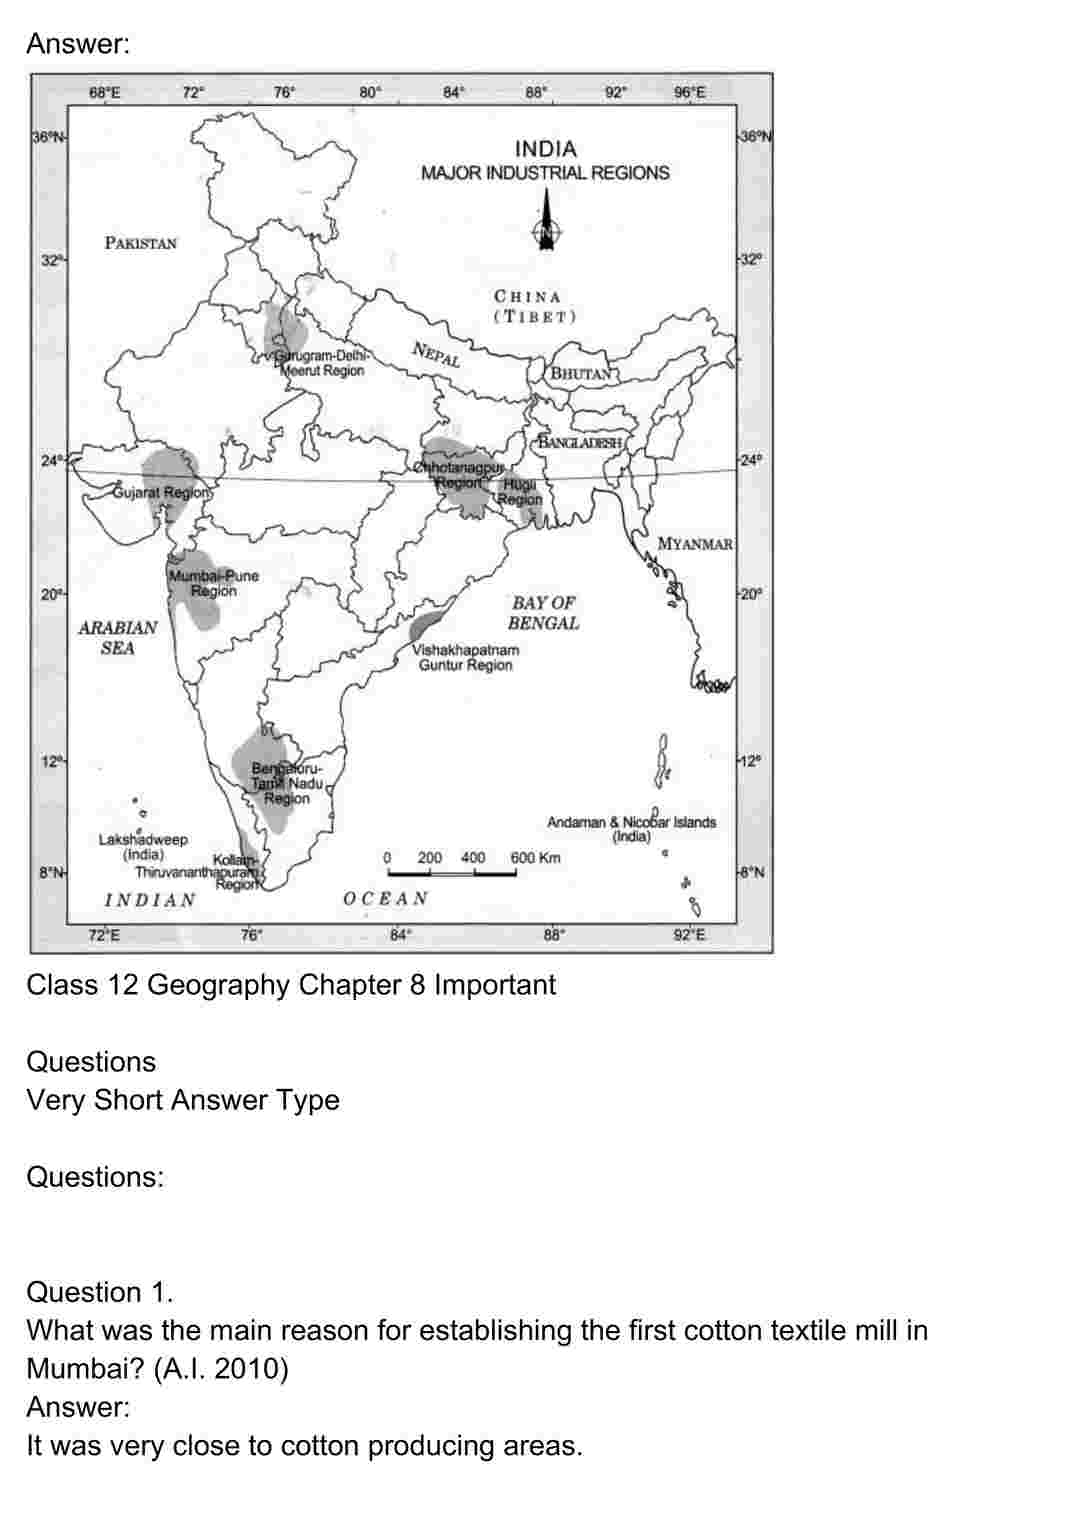 Answer:
68°E 72° 76° 80° 84° 88° 92° 96°E
36°N 36°N
INDIA
MAJOR INDUSTRIAL REGIONS
PAKISTAN
32° 32°
CHINA
(TIBET)
NEPAL
Gurugram-Delhi-
Meerut Region
BHUTAN
BANGLADESH
24° 24°
Chhotanagpur
Region
Hugli
Region
Gujarat Region
MYANMAR
Mumbai-Pune
Region
20° 20°
BAY OF
BENGAL
ARABIAN
SEA
Vishakhapatnam
Guntur Region
12° 12°
Bengaluru-
Tamil Nadu
Region
Andaman & Nicobar Islands
(India)
Lakshadweep
(India)
Kollam-
Thiruvananthapuram
Region
0 200 400 600 Km
8°N 8°N
INDIAN OCEAN
72°E 76° 84° 88° 92°E
Class 12 Geography Chapter 8 Important
Questions
Very Short Answer Type
Questions:
Question 1.
What was the main reason for establishing the first cotton textile mill in
Mumbai? (A.I. 2010)
Answer:
It was very close to cotton producing areas.